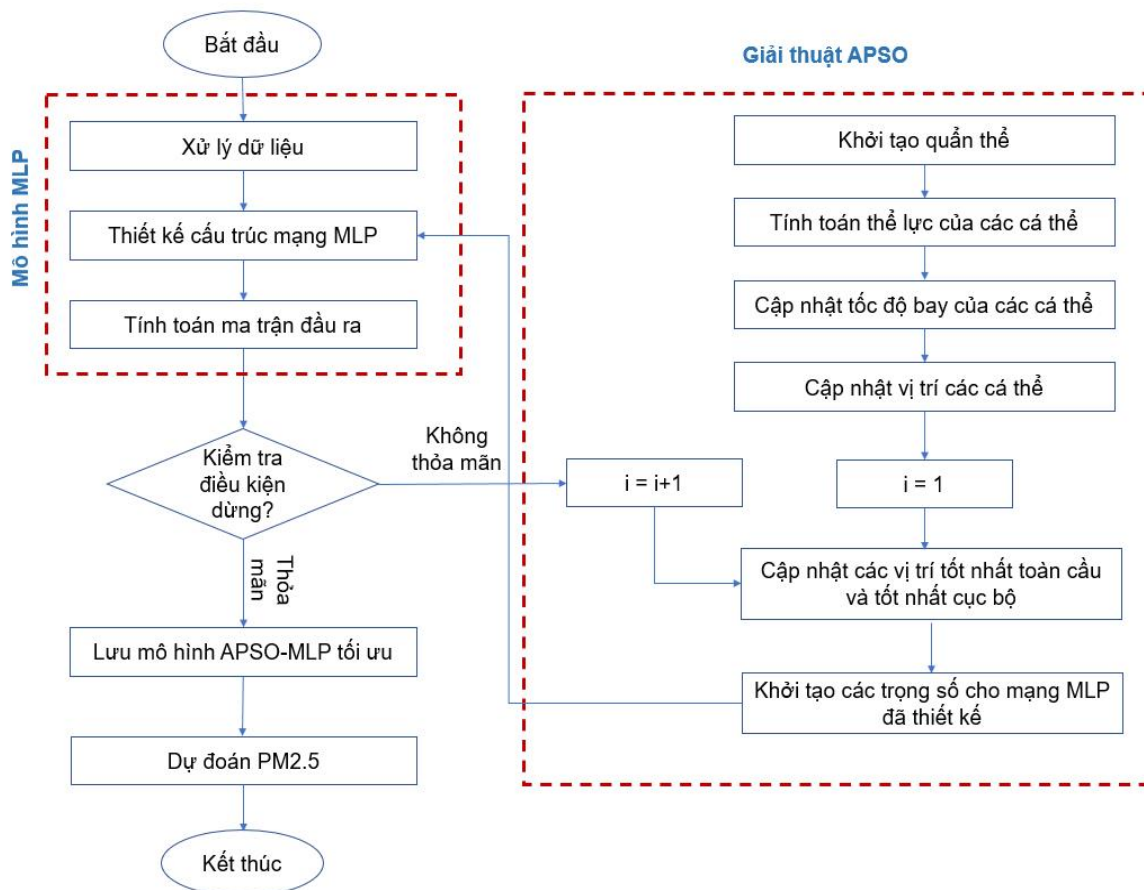 Bắt đầu
Mô hình MLP
Xử lý dữ liệu
Thiết kế cấu trúc mạng MLP
Tính toán ma trận đầu ra
Kiểm tra
điều kiện
dừng?
Không
thỏa mãn
Thỏa
mãn
Lưu mô hình APSO-MLP tối ưu
Dự đoán PM2.5
Kết thúc
Giải thuật APSO
Khởi tạo quẩn thể
Tính toán thể lực của các cá thể
Cập nhật tốc độ bay của các cá thể
Cập nhật vị trí các cá thể
i = i+1
i = 1
Cập nhật các vị trí tốt nhất toàn cầu
và tốt nhất cục bộ
Khởi tạo các trọng số cho mạng MLP
đã thiết kế